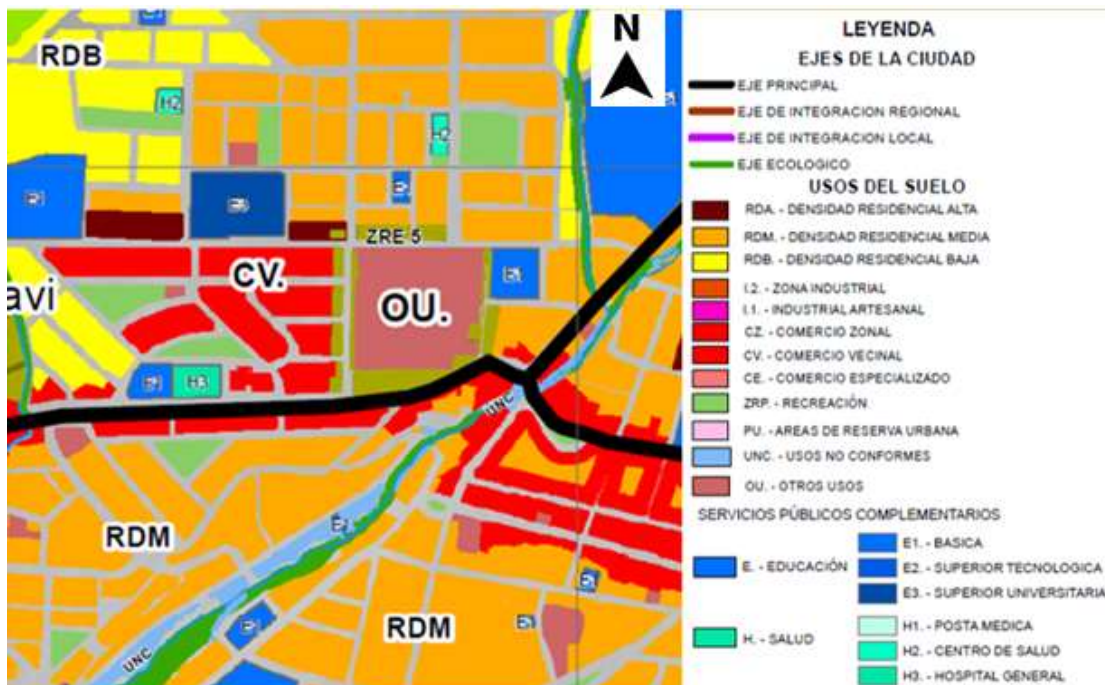 N
RDB
H2
H2
E3
ZRE 5
avi
CV.
OU.
H3
UNC
RDM
RDM
UNC
LEYENDA
EJES DE LA CIUDAD
EJE PRINCIPAL
EJE DE INTEGRACION REGIONAL
EJE DE INTEGRACION LOCAL
EJE ECOLOGICO
USOS DEL SUELO
RDA. - DENSIDAD RESIDENCIAL ALTA
RDM. - DENSIDAD RESIDENCIAL MEDIA
RDB. - DENSIDAD RESIDENCIAL BAJA
I.2. - ZONA INDUSTRIAL
I.1. - INDUSTRIAL ARTESANAL
CZ. - COMERCIO ZONAL
CV. - COMERCIO VECINAL
CE. - COMERCIO ESPECIALIZADO
ZRP. - RECREACIÓN
PU. - AREAS DE RESERVA URBANA
UNC. - USOS NO CONFORMES
OU. - OTROS USOS
SERVICIOS PÚBLICOS COMPLEMENTARIOS
E. - EDUCACIÓN
E1. - BASICA
E2. - SUPERIOR TECNOLOGICA
E3. - SUPERIOR UNIVERSITARIA
H. - SALUD
H1. - POSTA MEDICA
H2. - CENTRO DE SALUD
H3. - HOSPITAL GENERAL